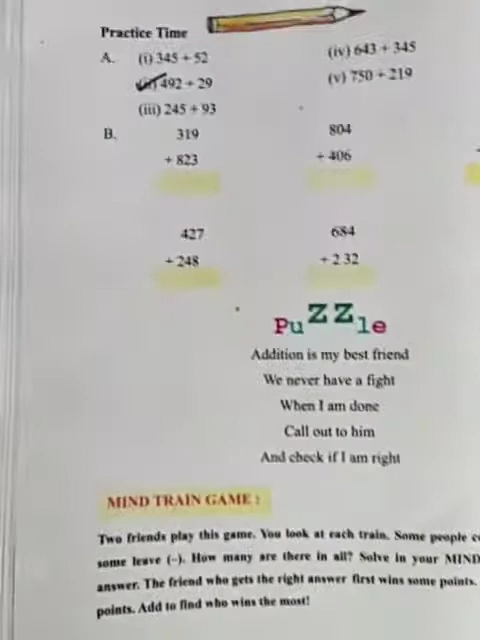 Practice Time
A. (i) 345 + 52 (iv) 643 + 345
(ii) 492 + 29 (v) 750 + 219
(iii) 245 + 93
B. 319 804
+ 823 + 406
427 684
+ 248 + 2 32
PuZZle
Addition is my best friend
We never have a fight
When I am done
Call out to him
And check if I am right
MIND TRAIN GAME :
Two friends play this game. You look at each train. Some people
some leave (-). How many are there in all? Solve in your MIND
answer. The friend who gets the right answer first wins some points.
points. Add to find who wins the most!